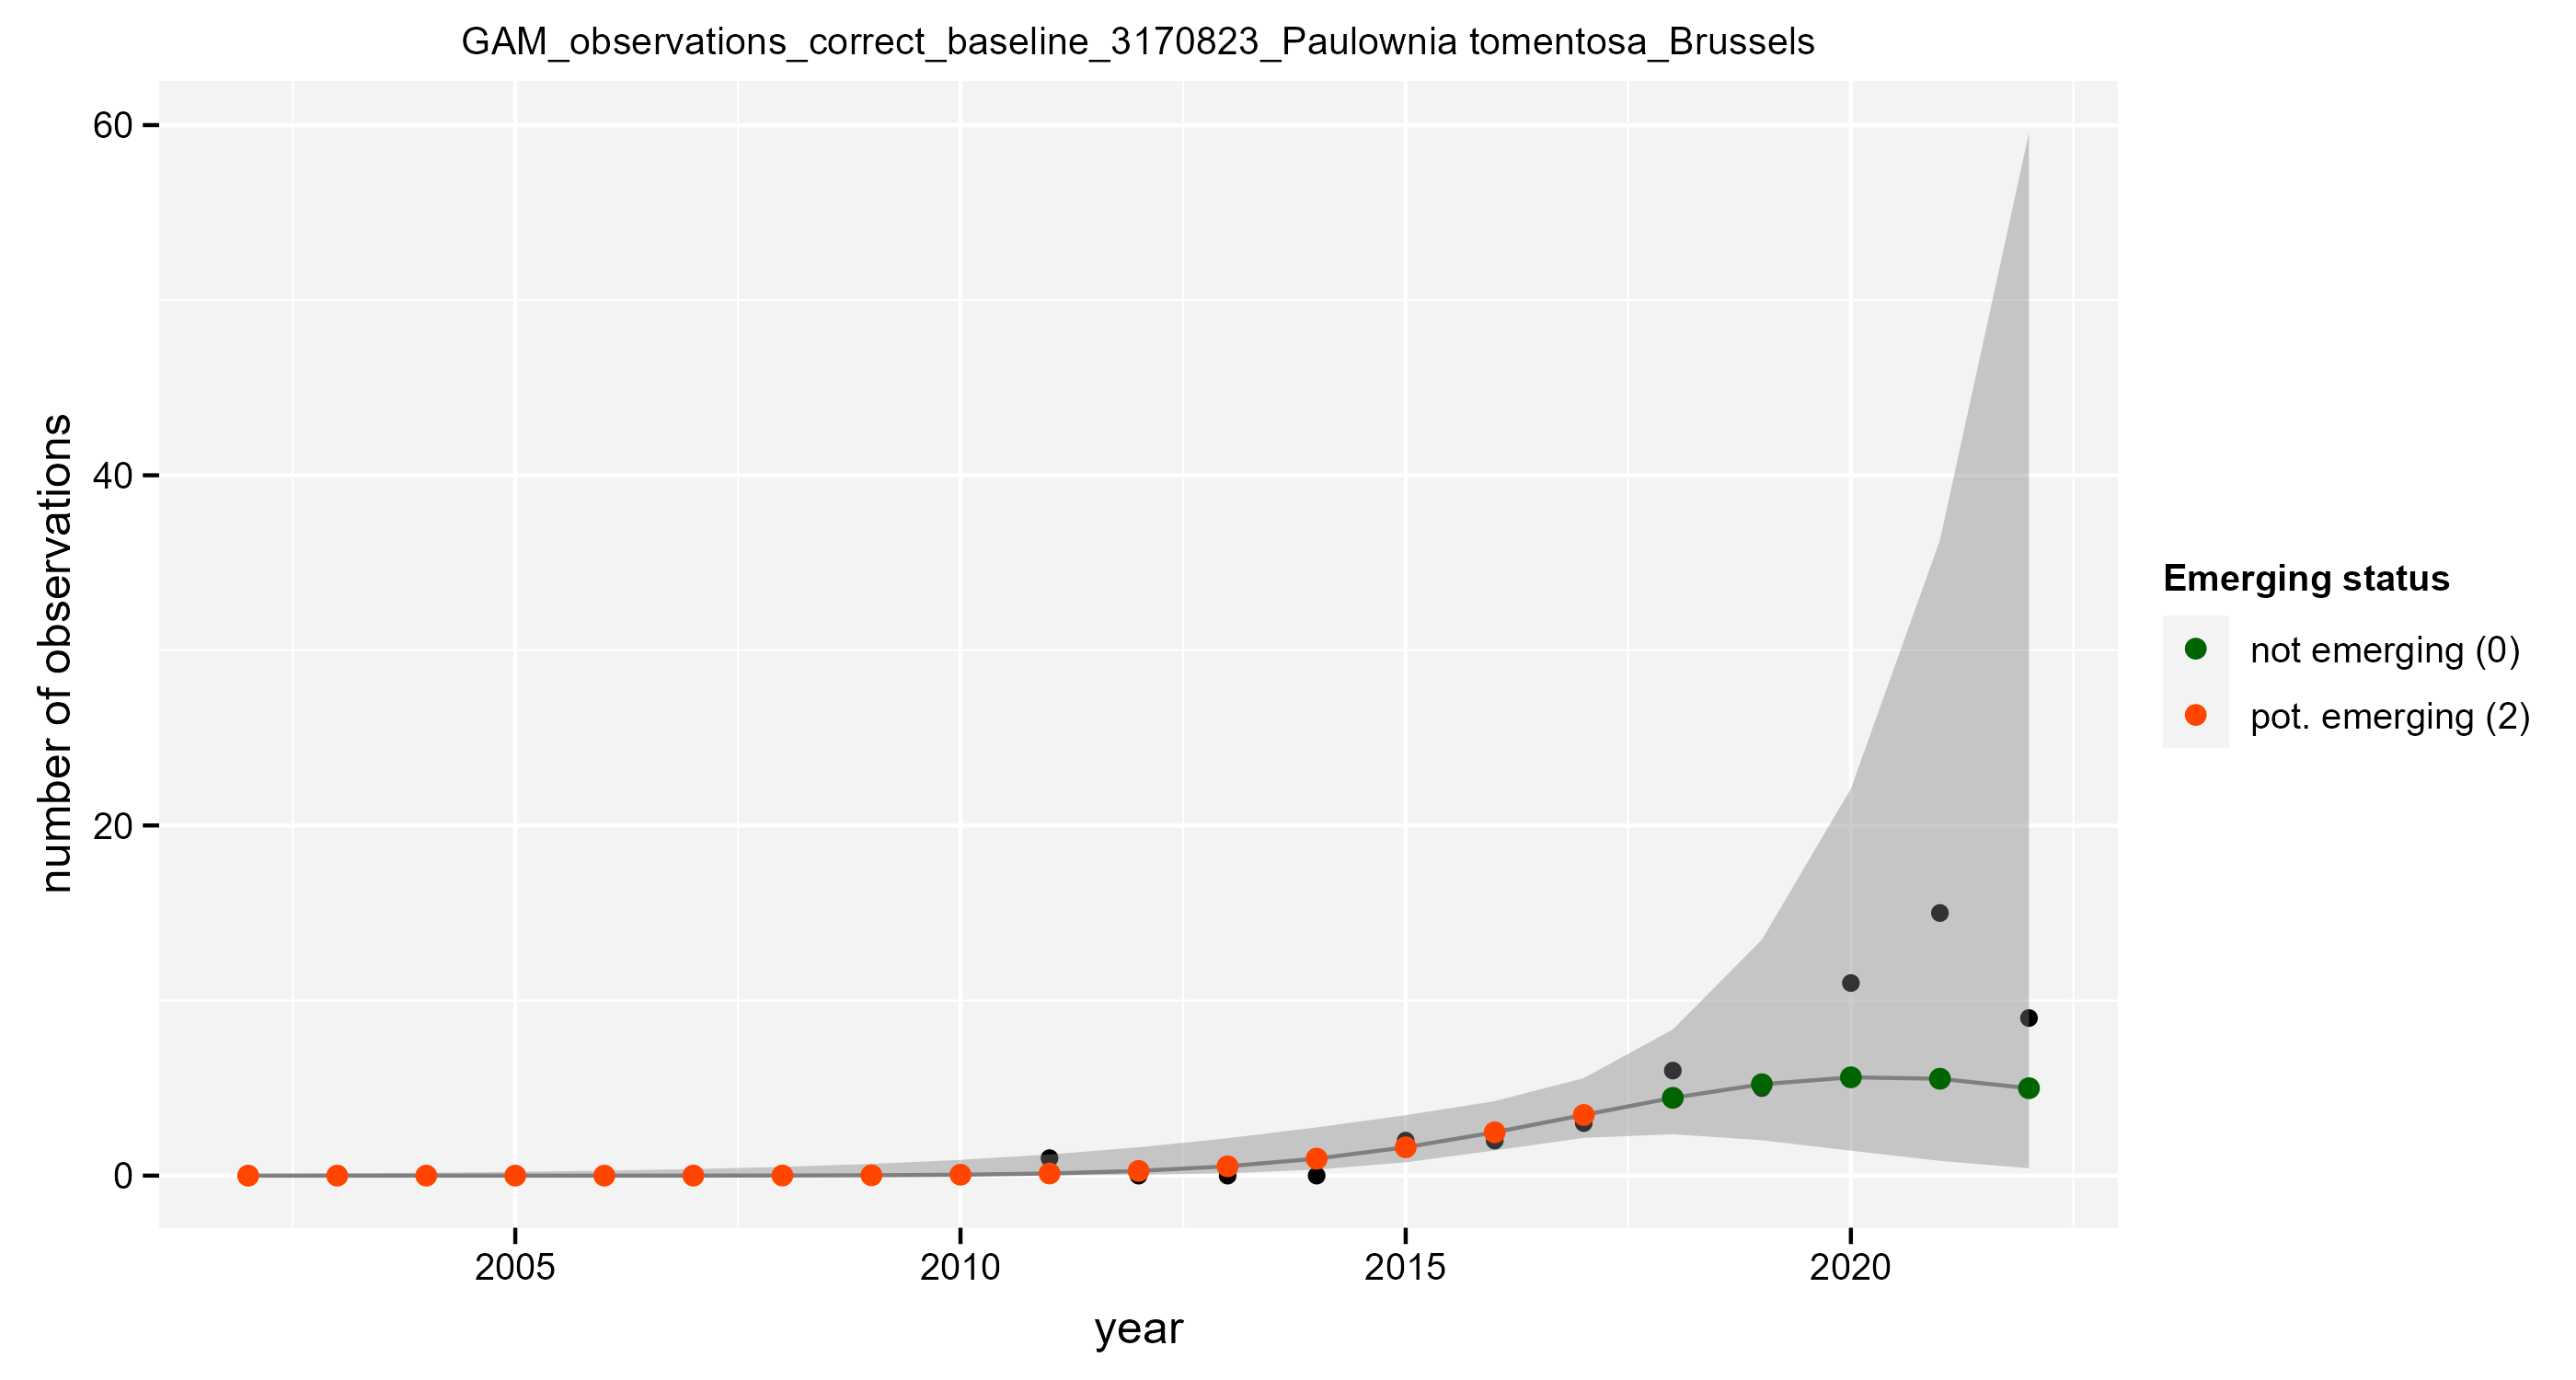 GAM_observations_correct_baseline_3170823_Paulownia tomentosa_Brussels
60
40
20
0
number of observations
2005
2010
2015
2020
year
Emerging status
not emerging (0)
pot. emerging (2)